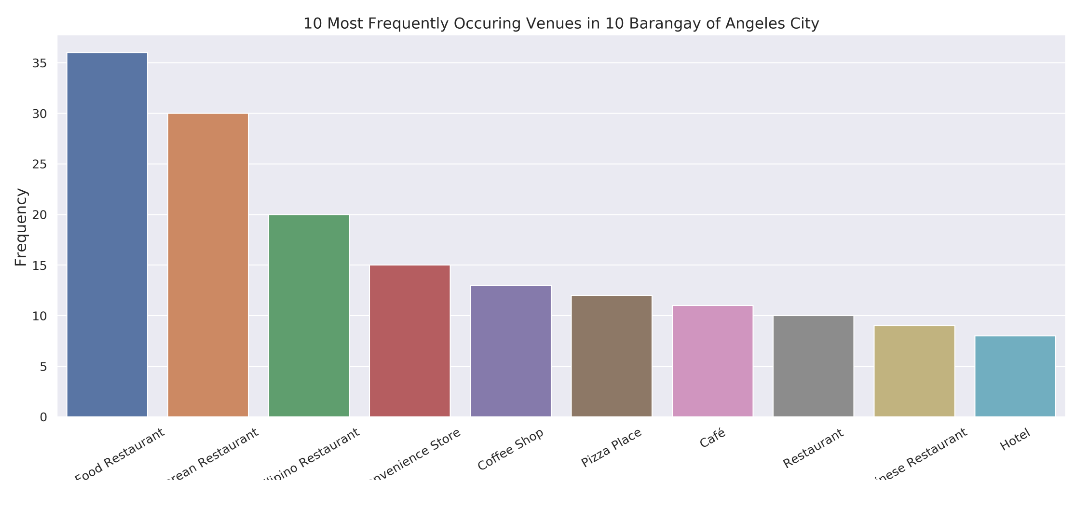 10 Most Frequently Occuring Venues in 10 Barangay of Angeles City
Frequency
35
30
25
20
15
10
5
0
Food Restaurant
Restaurant
Restaurant
Store
Coffee Shop
Pizza Place
Café
Restaurant
Restaurant
Hotel